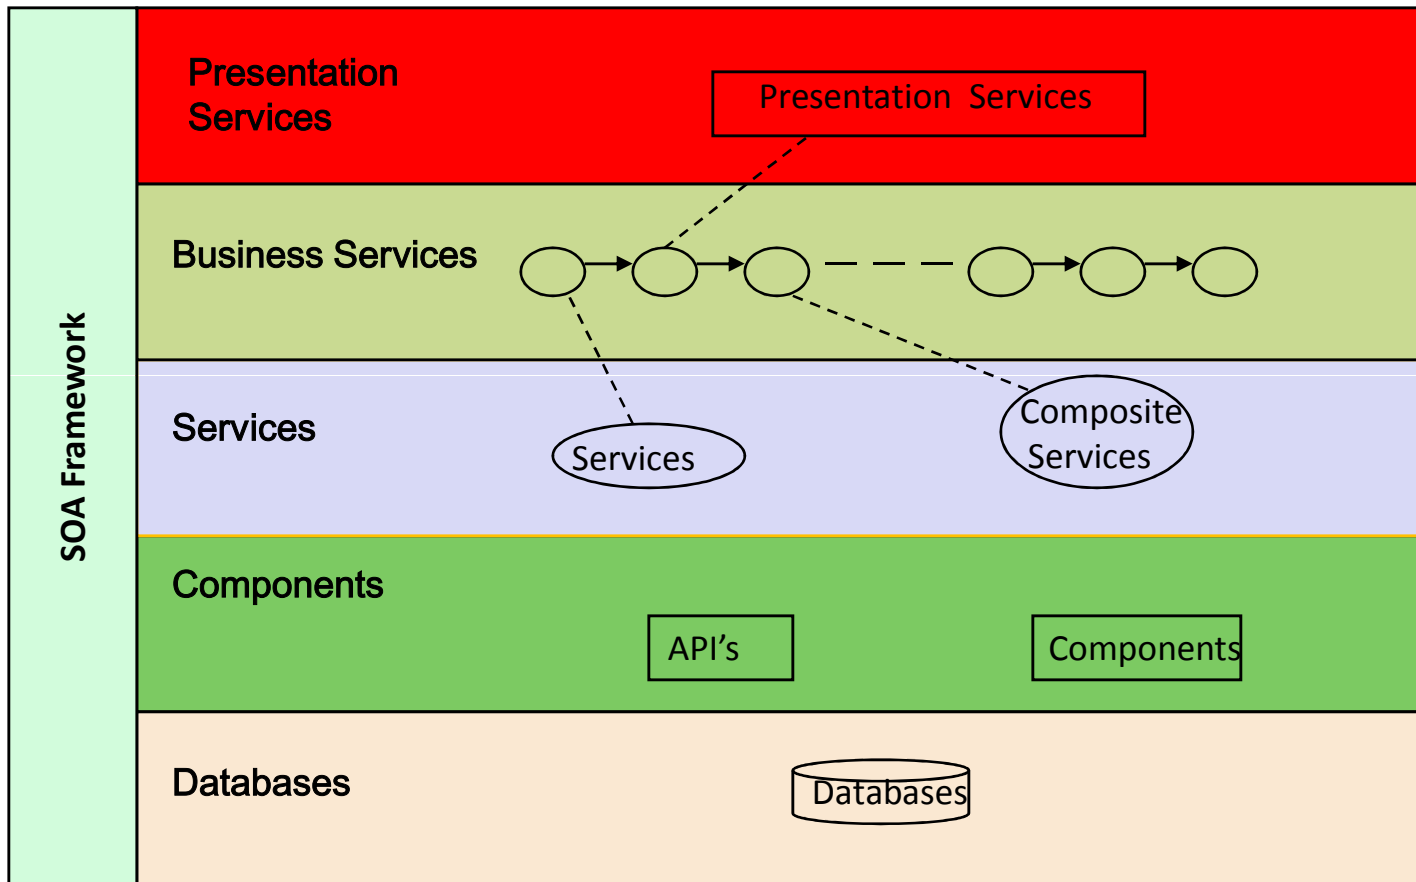 SOA Framework
Presentation
Services
Presentation Services
Business Services
Services
Services
Composite
Services
Components
API’s
Components
Databases
Databases